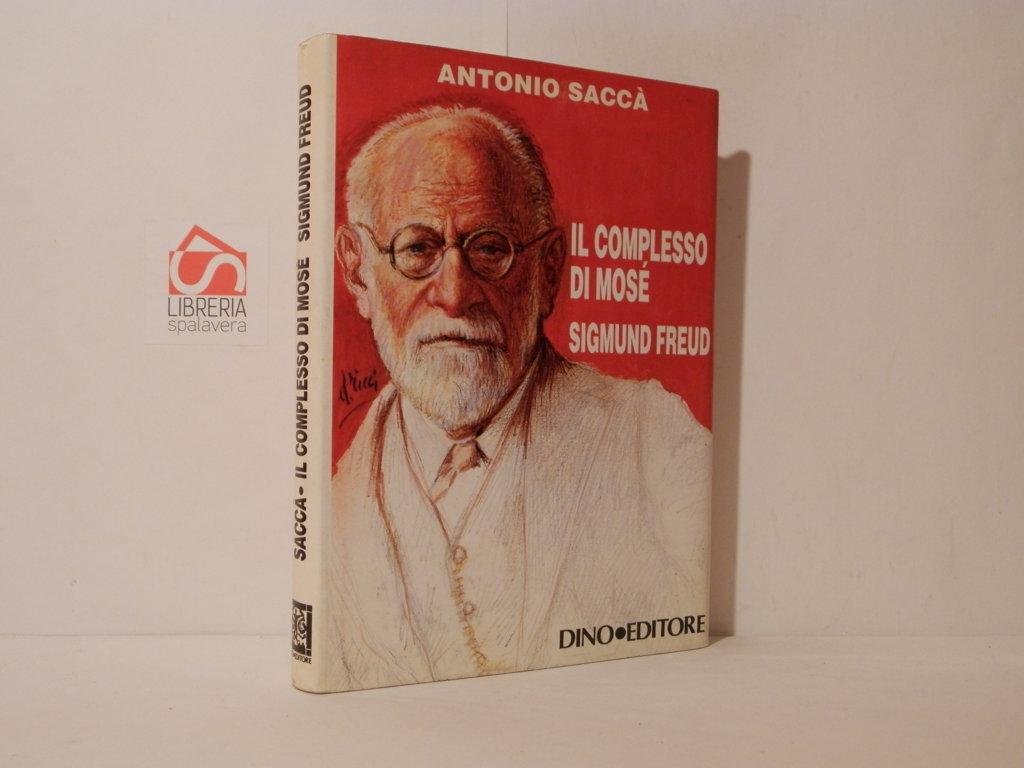 ANTONIO SACCÀ
IL COMPLESSO
DI MOSÉ
SIGMUND FREUD
DINO•EDITORE
SACCA - IL COMPLESSO DI MOSE SIGMUND FREUD
LIBRERIA
spalavera